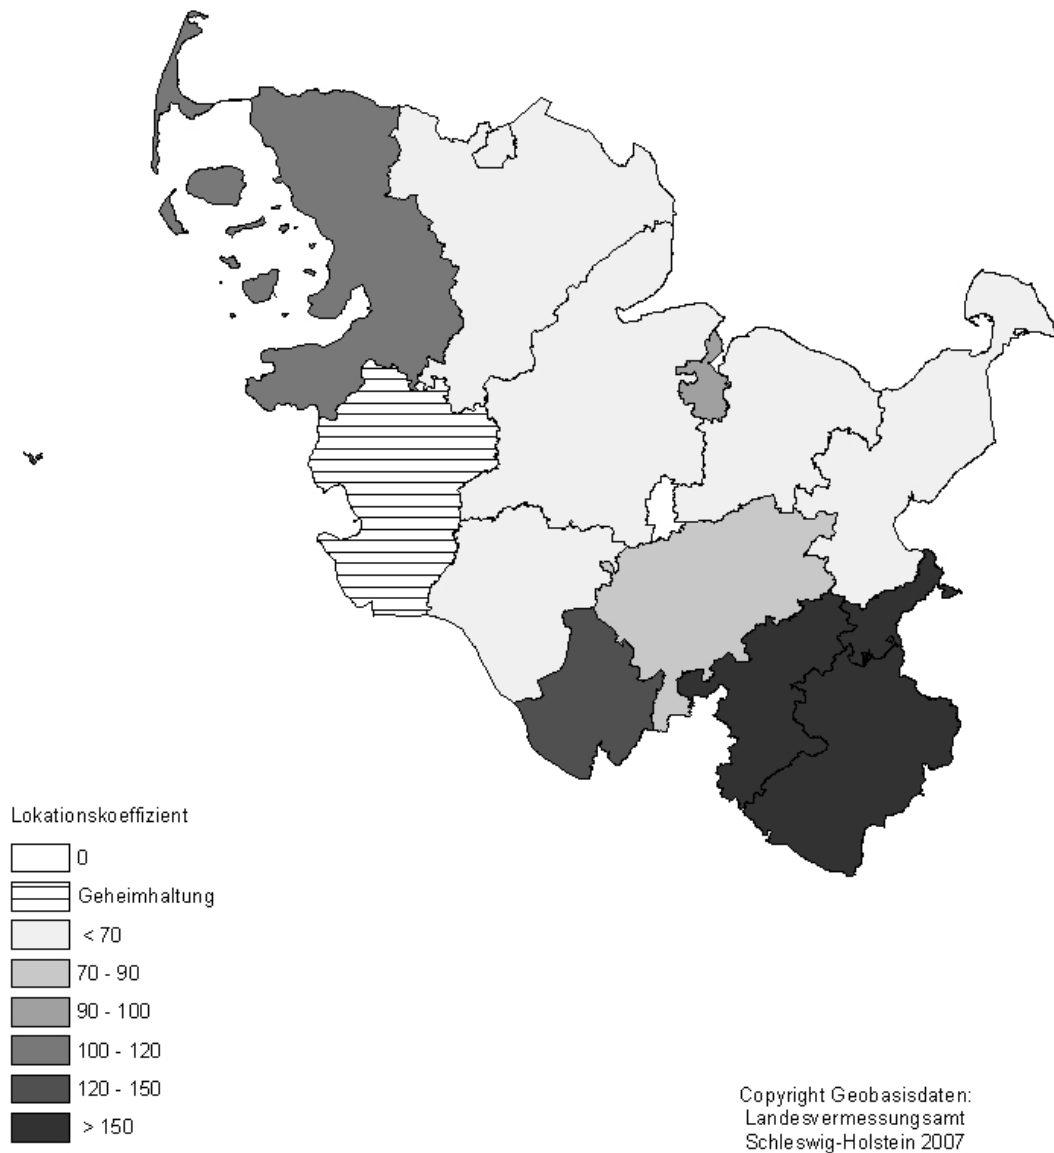 Lokationskoeffizient
0
Geheimhaltung
< 70
70 - 90
90 - 100
100 - 120
120 - 150
> 150
Copyright Geobasisdaten:
Landesvermessungsamt
Schleswig-Holstein 2007